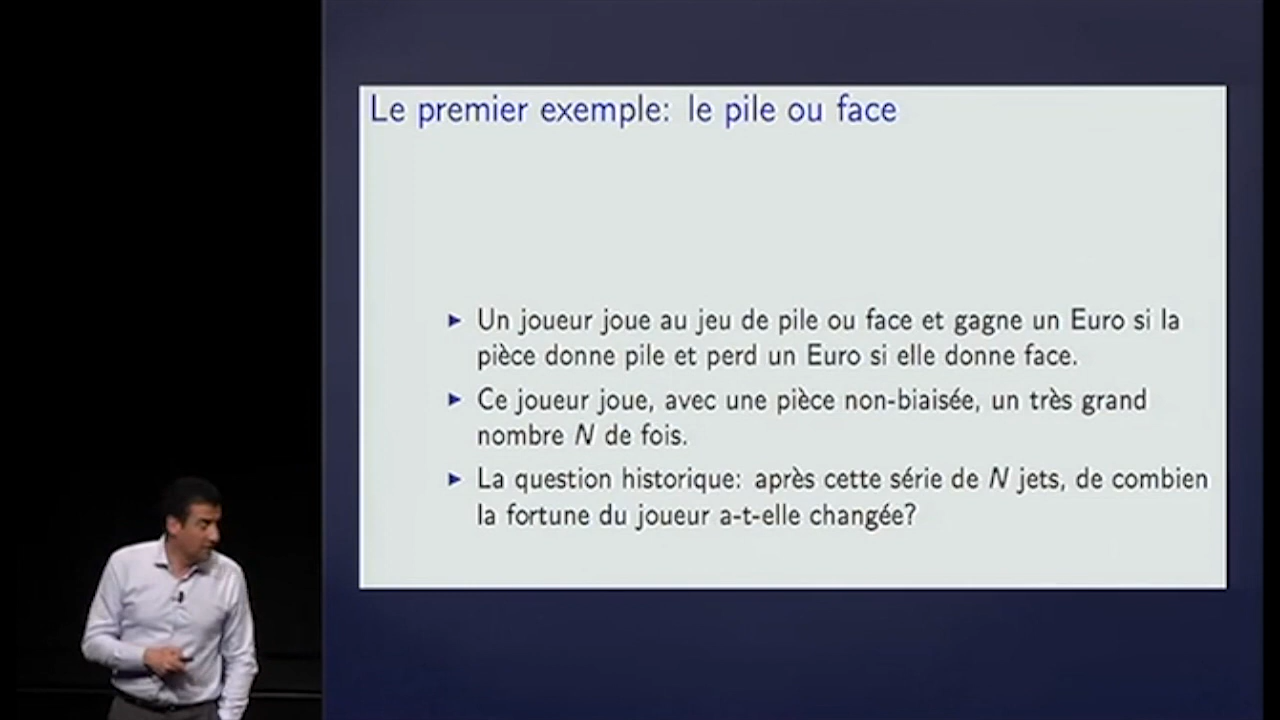 Le premier exemple: le pile ou face
► Un joueur joue au jeu de pile ou face et gagne un Euro si la
pièce donne pile et perd un Euro si elle donne face.
► Ce joueur joue, avec une pièce non-biaisée, un très grand
nombre N de fois.
► La question historique: après cette série de N jets, de combien
la fortune du joueur a-t-elle changée?